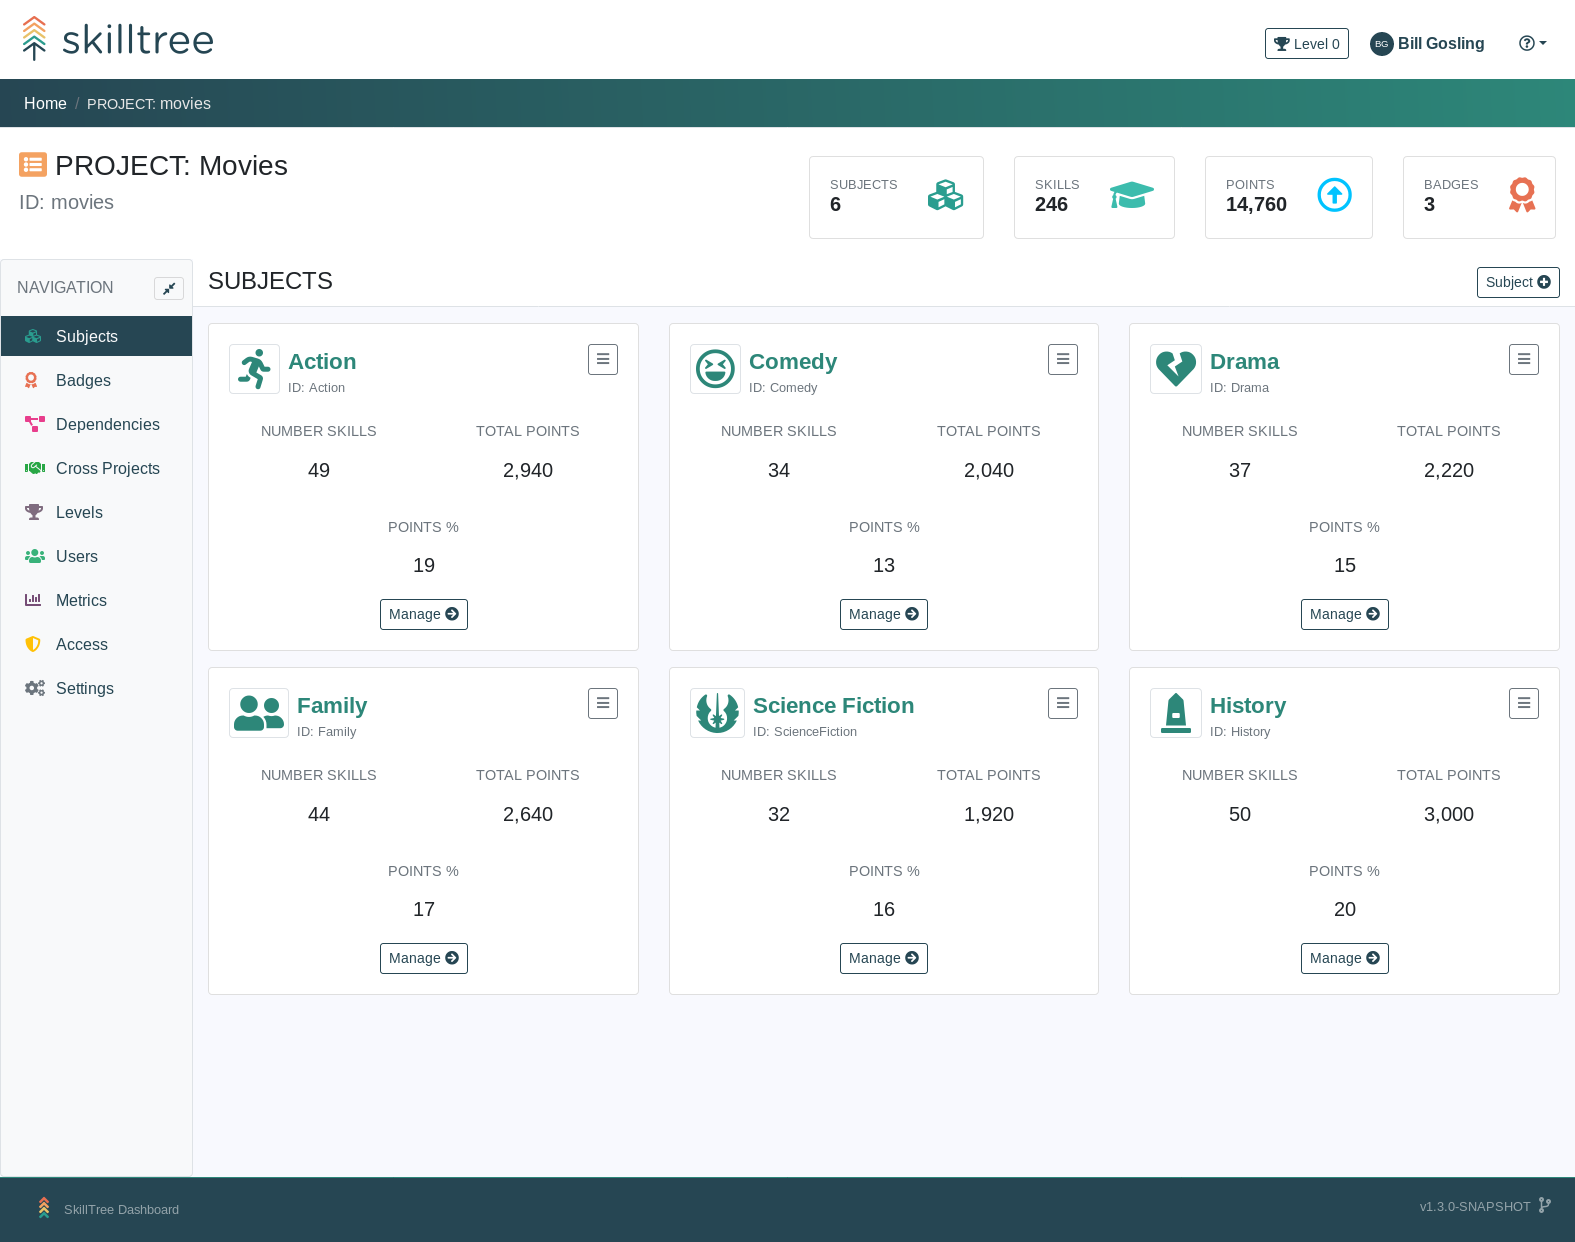 skilltree
Level 0
BG Bill Gosling
Home / PROJECT: movies
PROJECT: Movies
ID: movies
SUBJECTS
6
SKILLS
246
POINTS
14,760
BADGES
3
NAVIGATION
Subjects
Badges
Dependencies
Cross Projects
Levels
Users
Metrics
Access
Settings
SUBJECTS
Subject
Action
ID: Action
NUMBER SKILLS
49
TOTAL POINTS
2,940
POINTS %
19
Manage
Comedy
ID: Comedy
NUMBER SKILLS
34
TOTAL POINTS
2,040
POINTS %
13
Manage
Drama
ID: Drama
NUMBER SKILLS
37
TOTAL POINTS
2,220
POINTS %
15
Manage
Family
ID: Family
NUMBER SKILLS
44
TOTAL POINTS
2,640
POINTS %
17
Manage
Science Fiction
ID: ScienceFiction
NUMBER SKILLS
32
TOTAL POINTS
1,920
POINTS %
16
Manage
History
ID: History
NUMBER SKILLS
50
TOTAL POINTS
3,000
POINTS %
20
Manage
SkillTree Dashboard
v1.3.0-SNAPSHOT